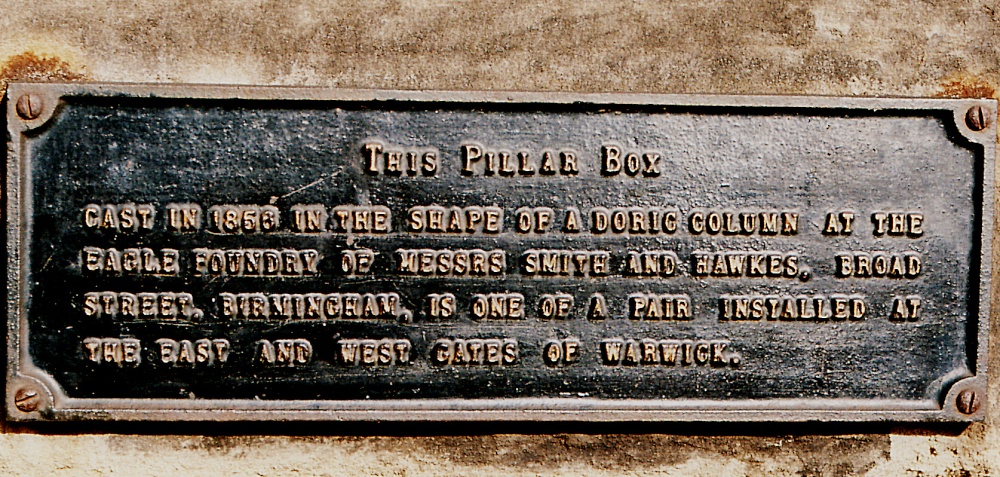 THIS PILLAR BOX
CAST IN 1856 IN THE SHAPE OF A DORIC COLUMN AT THE
EAGLE FOUNDRY OF MESSRS SMITH AND HAWKES, BROAD
STREET, BIRMINGHAM, IS ONE OF A PAIR INSTALLED AT
THE EAST AND WEST GATES OF WARWICK.